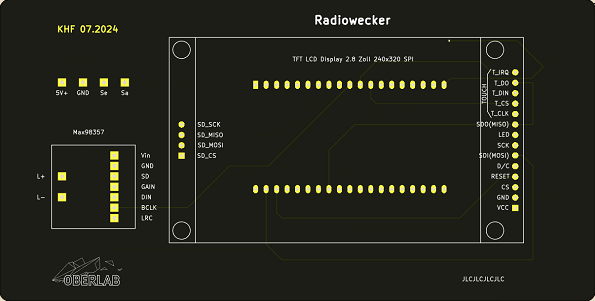 Radiowecker
KHF 07.2024
TFT LCD Display 2.8 Zoll 240x320 SPI
5V+ GND Se Sa
TOUCH
T_IRQ
T_DO
T_DIN
T_CS
T_CLK
SDO(MISO)
LED
SCK
SDI(MOSI)
D/C
RESET
CS
GND
VCC
SD_SCK
SD_MISO
SD_MOSI
SD_CS
Max98357
L+
L-
Vin
GND
SD
GAIN
DIN
BCLK
LRC
OBERLAB
JLCJLCJLCJLC